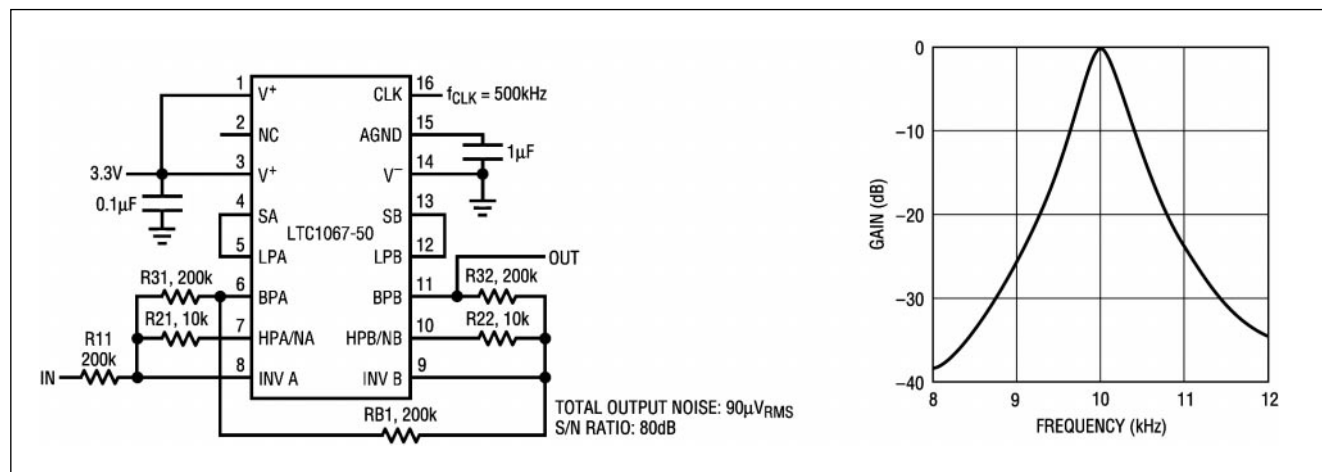 1
V+
2
NC
3
V+
4
SA
5
LPA
6
BPA
7
HPA/NA
8
INV A
16
CLK
fCLK = 500kHz
15
AGND
1µF
14
V−
13
SB
12
LPB
11
BPB
10
HPB/NB
9
INV B
LTC1067-50
3.3V
0.1µF
R31, 200k
R21, 10k
R11
200k
IN
OUT
R32, 200k
R22, 10k
RB1, 200k
TOTAL OUTPUT NOISE: 90µVRMS
S/N RATIO: 80dB
GAIN (dB)
0
−10
−20
−30
−40
8 9 10 11 12
FREQUENCY (kHz)